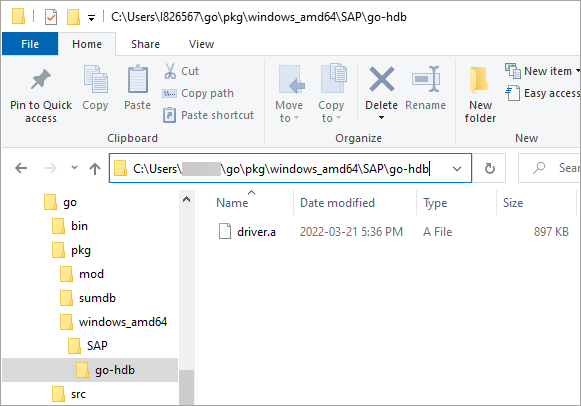 C:\Users\I826567\go\pkg\windows_amd64\SAP\go-hdb
File Home Share View
Pin to Quick access
Copy
Paste
Cut
Copy path
Paste shortcut
Clipboard
Move to
Copy to
Delete
Rename
Organize
New folder
New item
Easy access
New
C:\Users\ \go\pkg\windows_amd64\SAP\go-hdb
Sear
go
bin
pkg
mod
sumdb
windows_amd64
SAP
go-hdb
src
Name Date modified Type Size
driver.a 2022-03-21 5:36 PM A File 897 KB